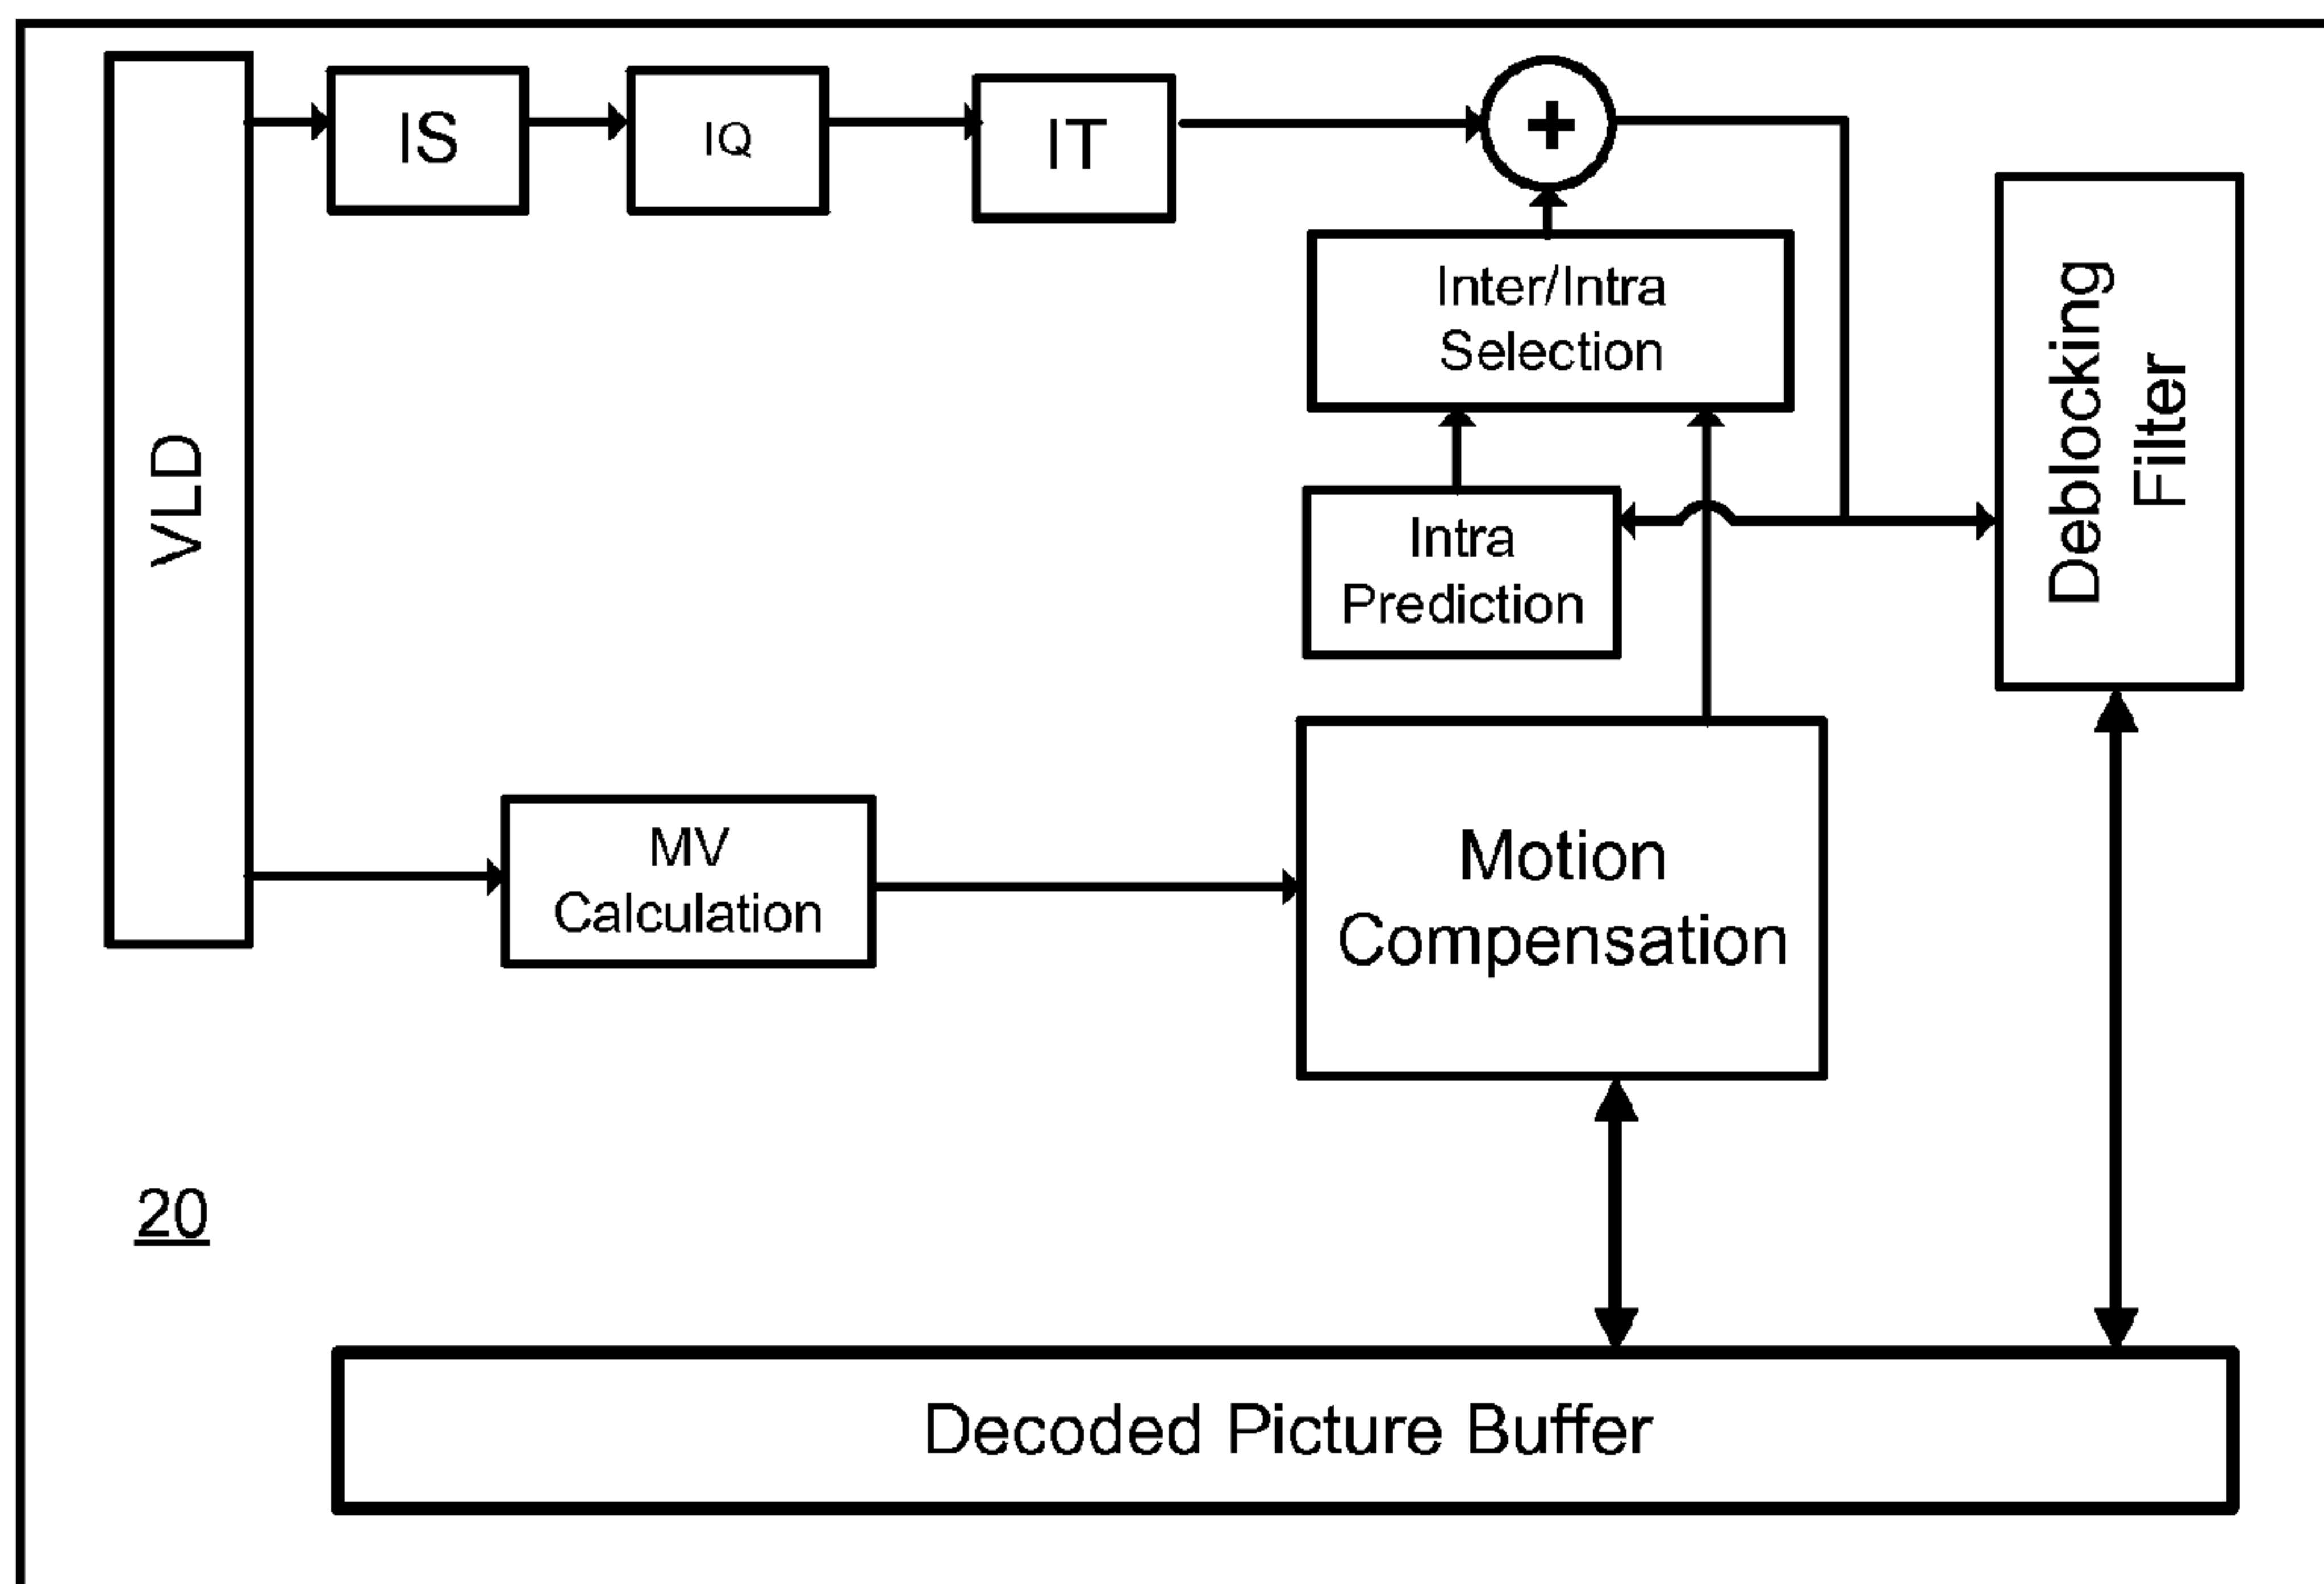 VLD
IS
IQ
IT
+
Inter/Intra
Selection
Intra
Prediction
Deblocking
Filter
MV
Calculation
Motion
Compensation
20
Decoded Picture Buffer